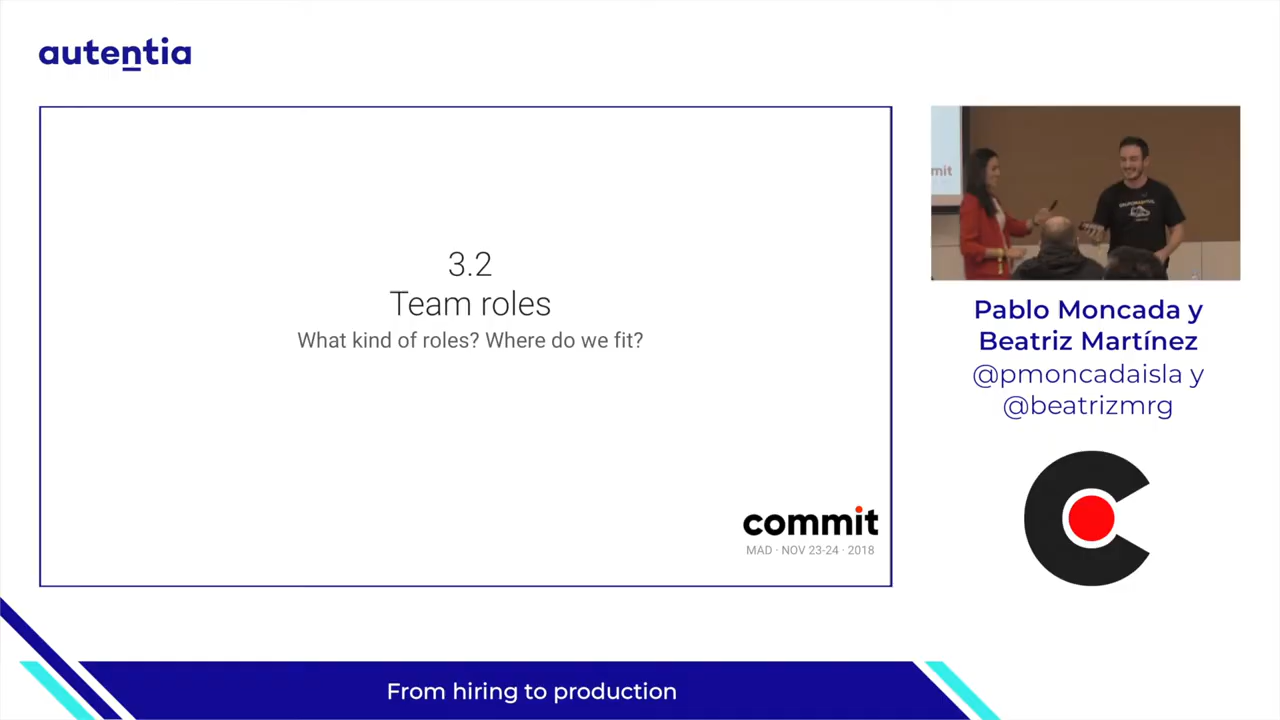 autentia
3.2
Team roles
What kind of roles? Where do we fit?
commit
MAD · NOV 23-24 · 2018
mit
Pablo Moncada y
Beatriz Martínez
@pmoncadaisla y
@beatrizmrg
From hiring to production